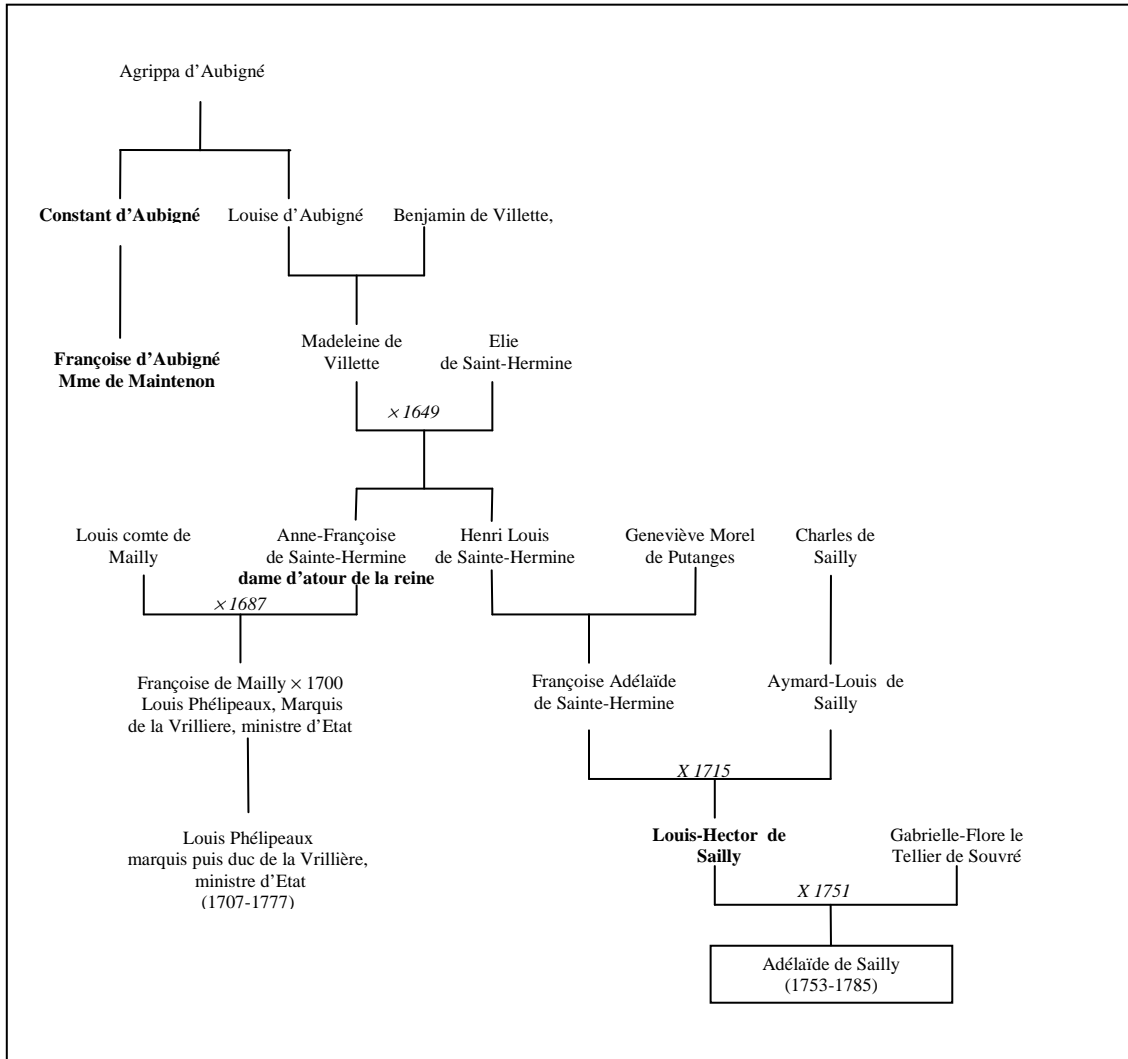 Agrippa d’Aubigné
Constant d’Aubigné
Louise d’Aubigné
Benjamin de Villette,
Françoise d’Aubigné
Mme de Maintenon
Madeleine de
Villette
Elie
de Saint-Hermine
× 1649
Louis comte de
Mailly
Anne-Françoise
de Sainte-Hermine
dame d’atour de la reine
Henri Louis
de Sainte-Hermine
Geneviève Morel
de Putanges
Charles de
Sailly
× 1687
Françoise de Mailly × 1700
Louis Phélipeaux, Marquis
de la Vrilliere, ministre d’Etat
Françoise Adélaïde
de Sainte-Hermine
Aymard-Louis de
Sailly
X 1715
Louis Phélipeaux
marquis puis duc de la Vrillière,
ministre d’Etat
(1707-1777)
Louis-Hector de
Sailly
Gabrielle-Flore le
Tellier de Souvré
X 1751
Adélaïde de Sailly
(1753-1785)